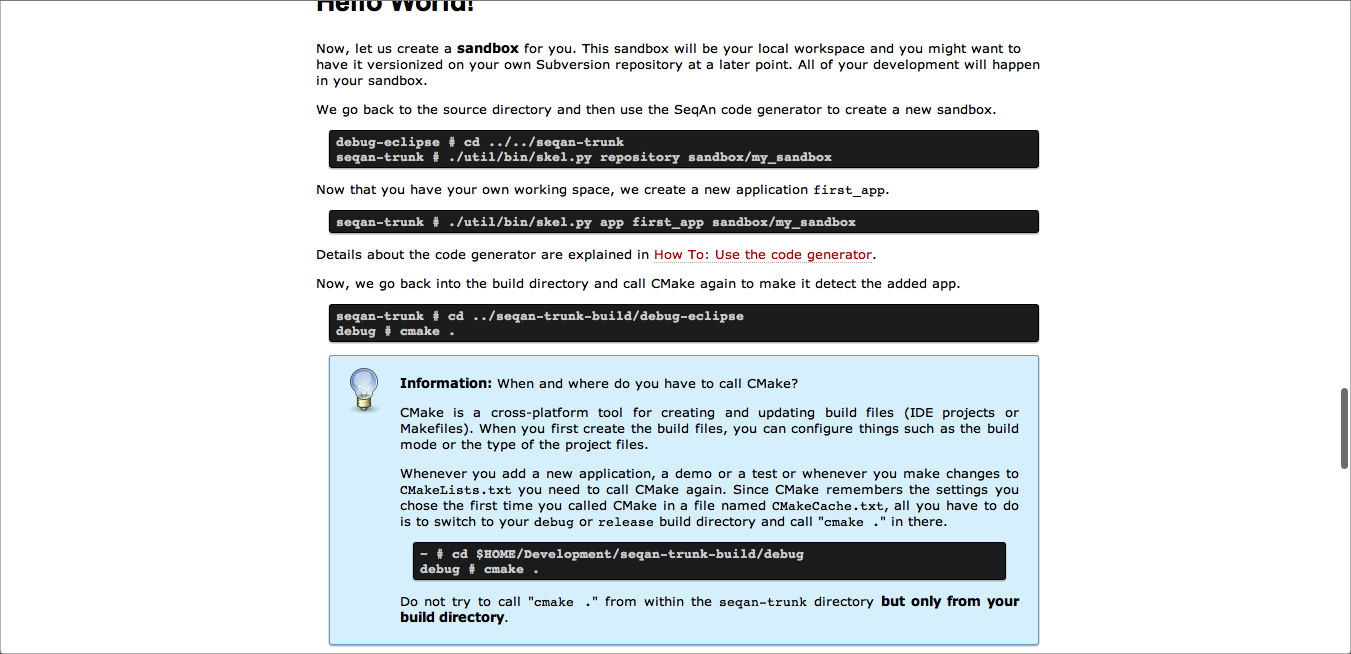 Hello World!
Now, let us create a sandbox for you. This sandbox will be your local workspace and you might want to
have it versionized on your own Subversion repository at a later point. All of your development will happen
in your sandbox.
We go back to the source directory and then use the SeqAn code generator to create a new sandbox.
debug-eclipse # cd ../../seqan-trunk
seqan-trunk # ./util/bin/skel.py repository sandbox/my_sandbox
Now that you have your own working space, we create a new application first_app.
seqan-trunk # ./util/bin/skel.py app first_app sandbox/my_sandbox
Details about the code generator are explained in How To: Use the code generator.
Now, we go back into the build directory and call CMake again to make it detect the added app.
seqan-trunk # cd ../seqan-trunk-build/debug-eclipse
debug # cmake .
Information: When and where do you have to call CMake?
CMake is a cross-platform tool for creating and updating build files (IDE projects or
Makefiles). When you first create the build files, you can configure things such as the build
mode or the type of the project files.
Whenever you add a new application, a demo or a test or whenever you make changes to
CMakeLists.txt you need to call CMake again. Since CMake remembers the settings you
chose the first time you called CMake in a file named CMakeCache.txt, all you have to do
is to switch to your debug or release build directory and call "cmake ." in there.
~ # cd $HOME/Development/seqan-trunk-build/debug
debug # cmake .
Do not try to call "cmake ." from within the seqan-trunk directory but only from your
build directory.